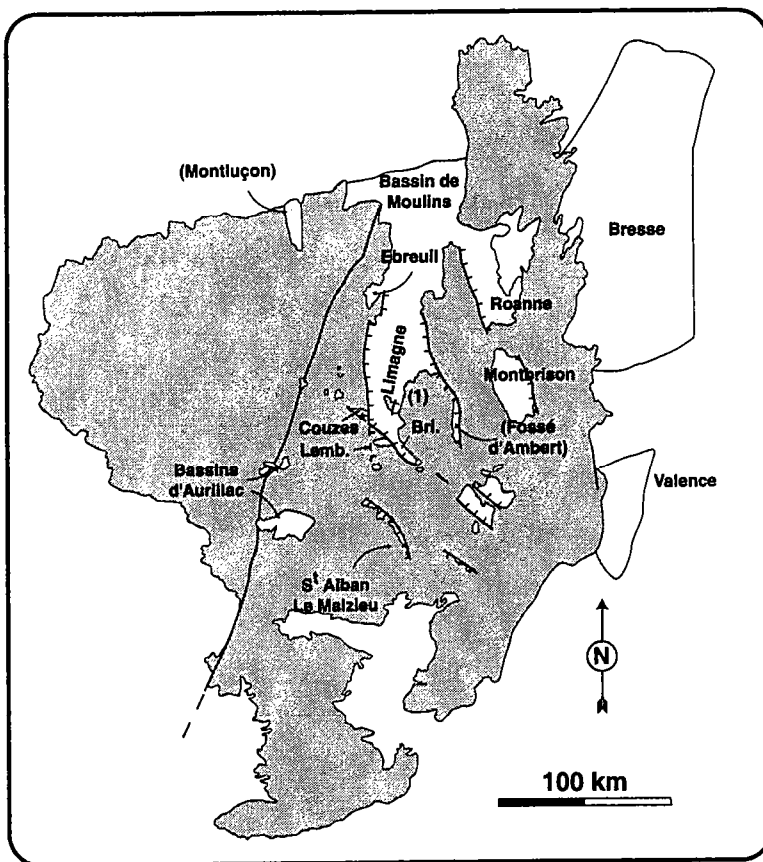 (Montluçon)
Bassin de
Moulins
Bresse
Ebreuil
Roanne
Limagne
Montbrison
(1)
Couzes
Bri.
(Fossé
d'Ambert)
Lemb.
Bassins
d'Aurillac
Valence
St Alban
Le Malzieu
N
100 km